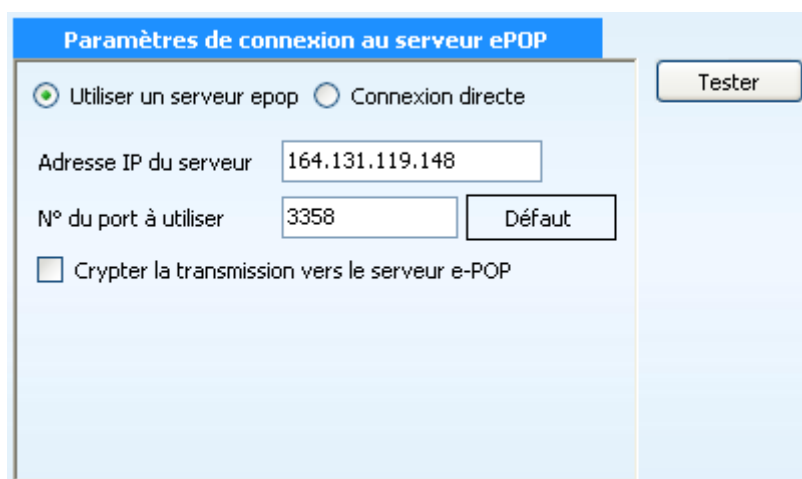 Paramètres de connexion au serveur ePOP
Tester
Utiliser un serveur epop Connexion directe
Adresse IP du serveur 164.131.119.148
N° du port à utiliser 3358 Défaut
Crypter la transmission vers le serveur e-POP